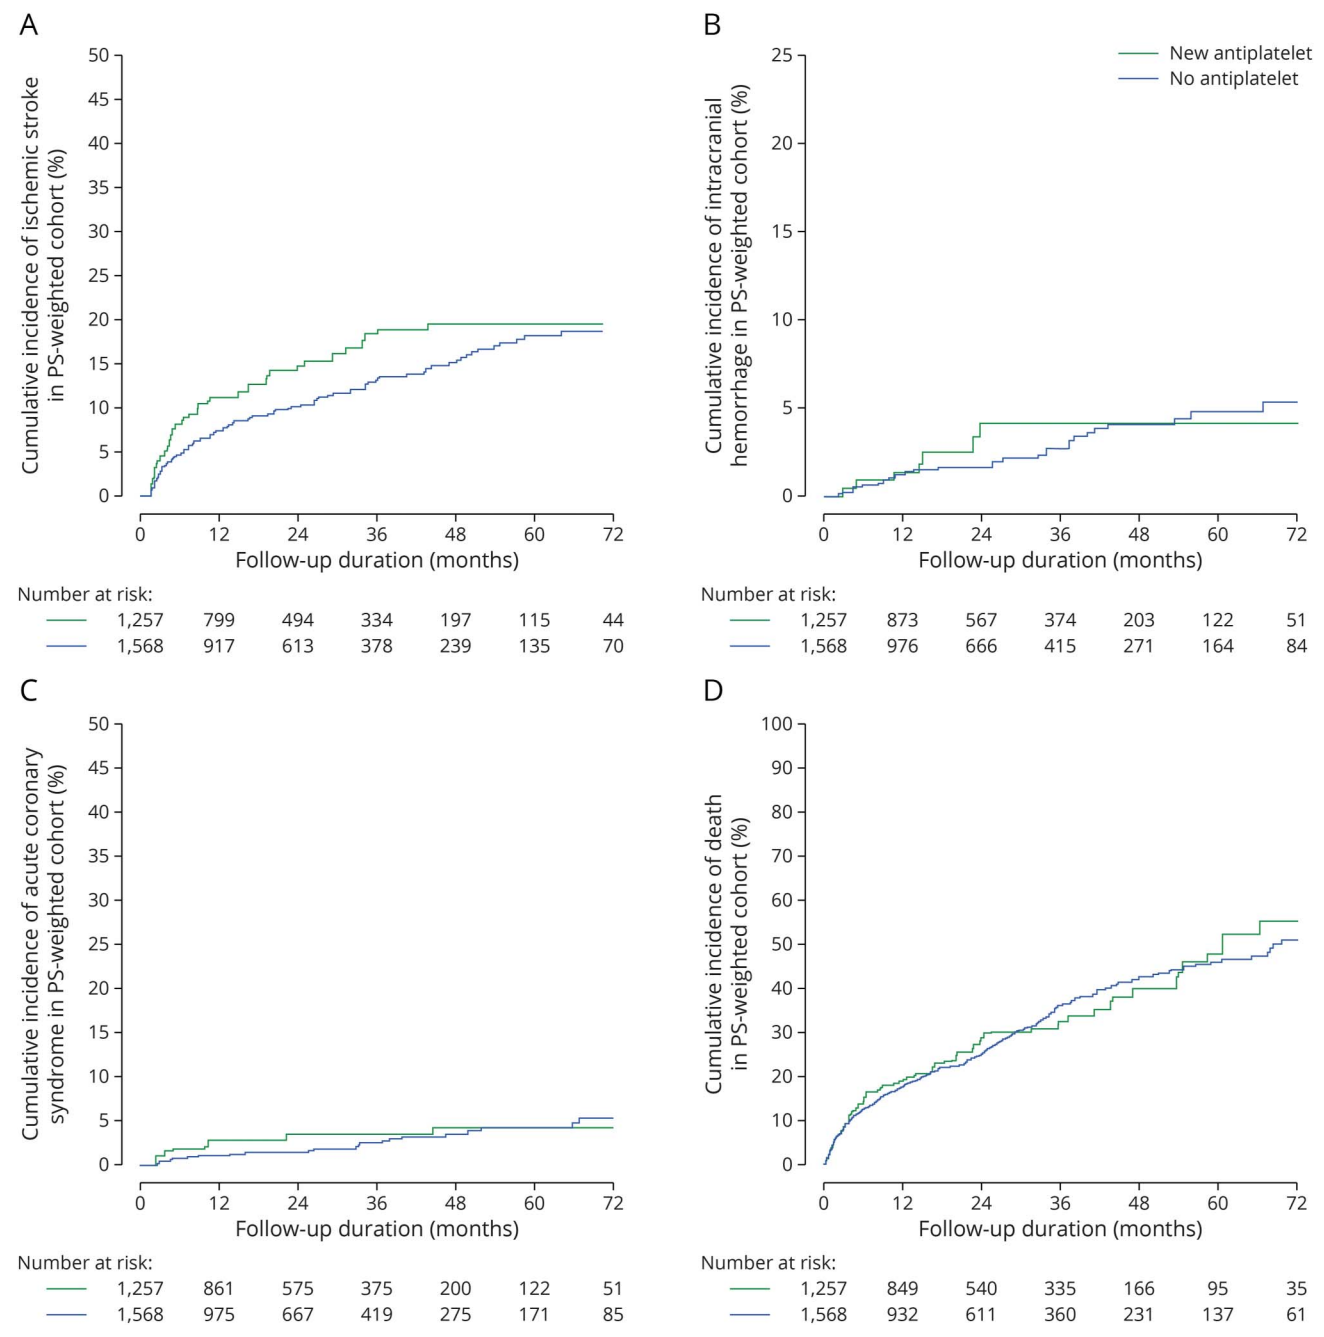 A
Cumulative incidence of ischemic stroke
in PS-weighted cohort (%)
50
45
40
35
30
25
20
15
10
5
0
0 12 24 36 48 60 72
Follow-up duration (months)
Number at risk:
1,257 799 494 334 197 115 44
1,568 917 613 378 239 135 70
B
New antiplatelet
No antiplatelet
Cumulative incidence of intracranial
hemorrhage in PS-weighted cohort (%)
25
20
15
10
5
0
0 12 24 36 48 60 72
Follow-up duration (months)
Number at risk:
1,257 873 567 374 203 122 51
1,568 976 666 415 271 164 84
C
Cumulative incidence of acute coronary
syndrome in PS-weighted cohort (%)
50
45
40
35
30
25
20
15
10
5
0
0 12 24 36 48 60 72
Follow-up duration (months)
Number at risk:
1,257 861 575 375 200 122 51
1,568 975 667 419 275 171 85
D
Cumulative incidence of death
in PS-weighted cohort (%)
100
90
80
70
60
50
40
30
20
10
0
0 12 24 36 48 60 72
Follow-up duration (months)
Number at risk:
1,257 849 540 335 166 95 35
1,568 932 611 360 231 137 61